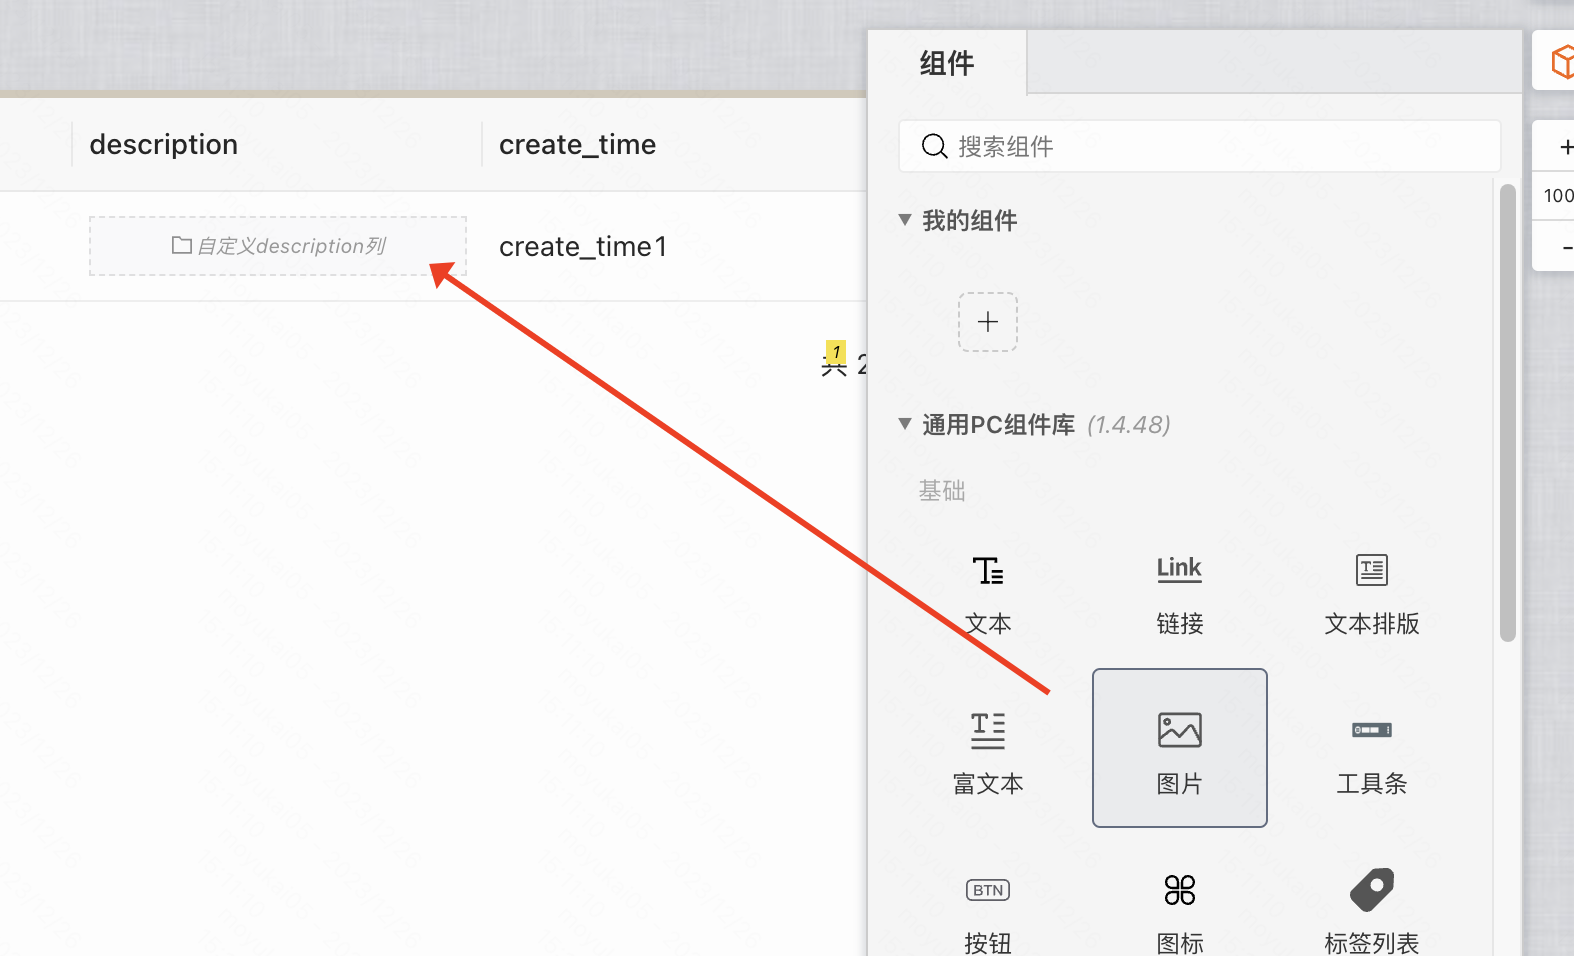 组件
搜索组件
description
create_time
自定义description列
create_time1
我的组件
+
1
共 2
通用PC组件库 (1.4.48)
基础
文本
Link
链接
文本排版
富文本
图片
工具条
BTN
按钮
图标
标签列表
+
100
-